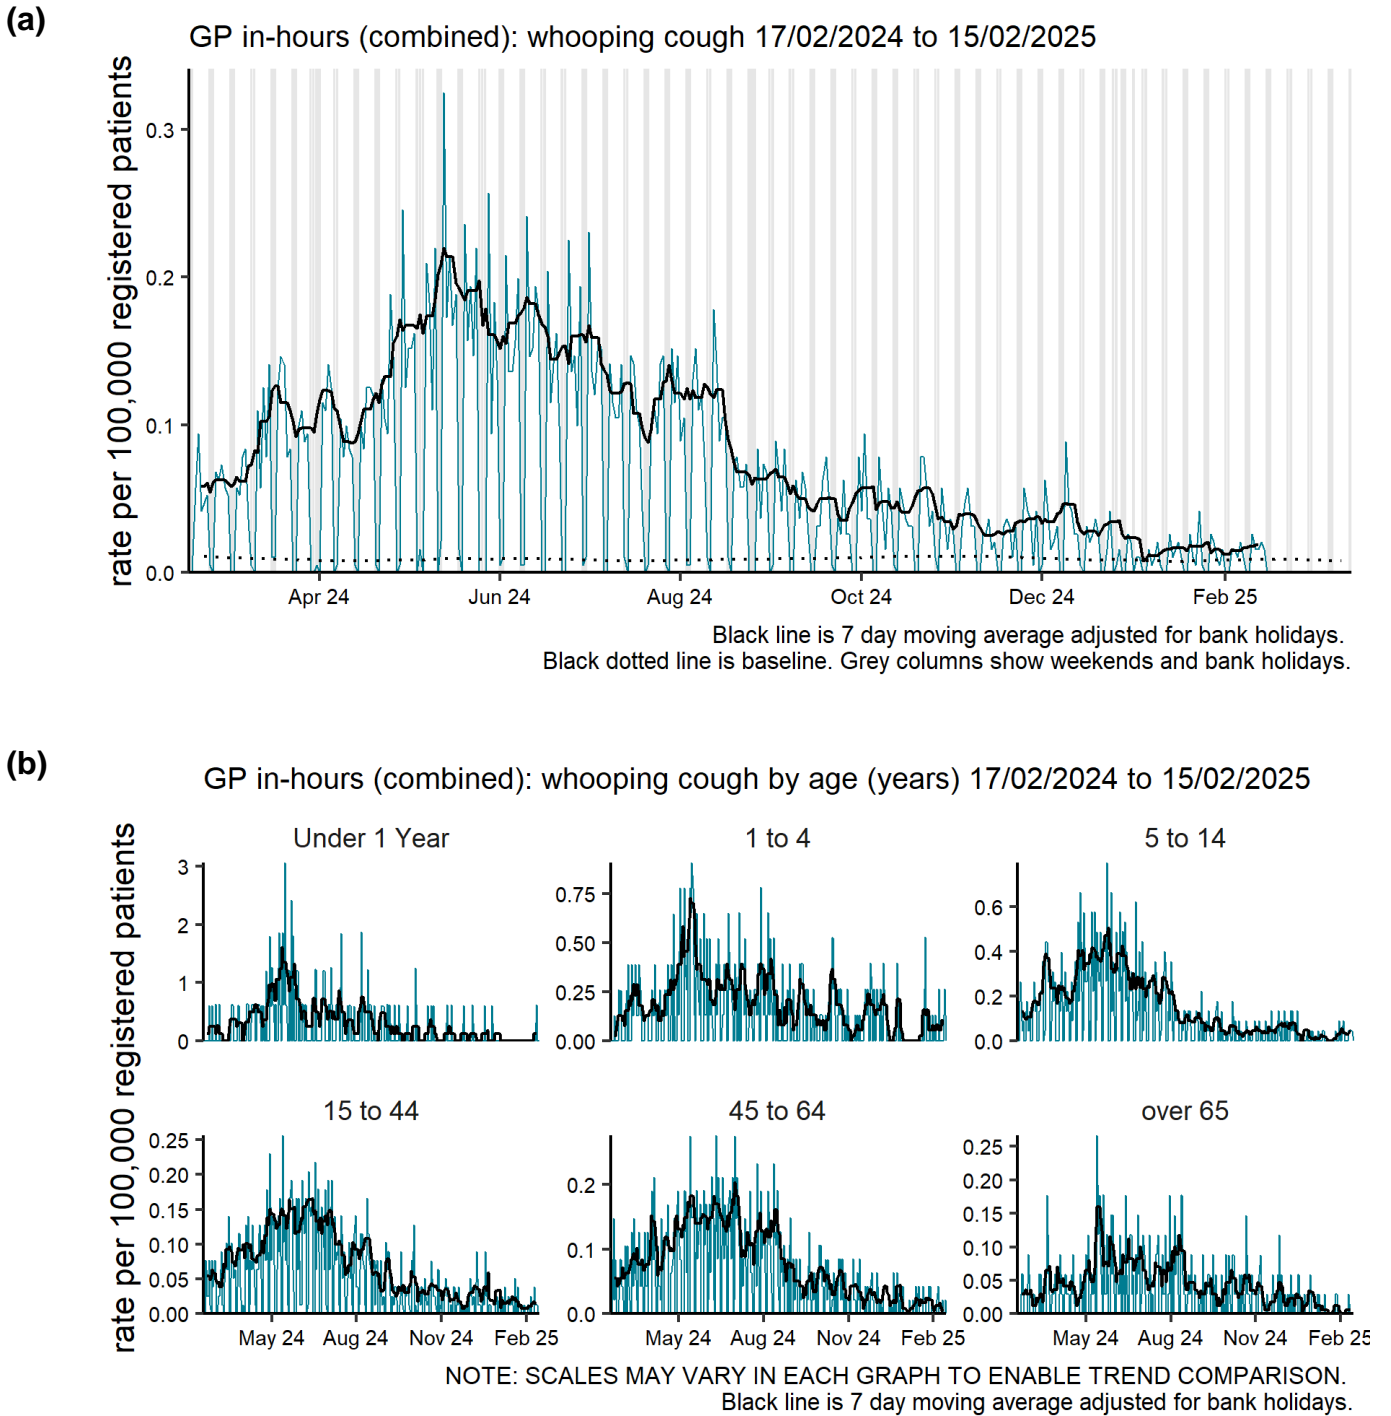 (a)
GP in-hours (combined): whooping cough 17/02/2024 to 15/02/2025
rate per 100,000 registered patients
0.3
0.2
0.1
0.0
Apr 24 Jun 24 Aug 24 Oct 24 Dec 24 Feb 25
Black line is 7 day moving average adjusted for bank holidays.
Black dotted line is baseline. Grey columns show weekends and bank holidays.
(b)
GP in-hours (combined): whooping cough by age (years) 17/02/2024 to 15/02/2025
rate per 100,000 registered patients
Under 1 Year
3
2
1
0
1 to 4
0.75
0.50
0.25
0.00
5 to 14
0.6
0.4
0.2
0.0
15 to 44
0.25
0.20
0.15
0.10
0.05
0.00
May 24 Aug 24 Nov 24 Feb 25
45 to 64
0.2
0.1
0.0
May 24 Aug 24 Nov 24 Feb 25
over 65
0.25
0.20
0.15
0.10
0.05
0.00
May 24 Aug 24 Nov 24 Feb 25
NOTE: SCALES MAY VARY IN EACH GRAPH TO ENABLE TREND COMPARISON.
Black line is 7 day moving average adjusted for bank holidays.